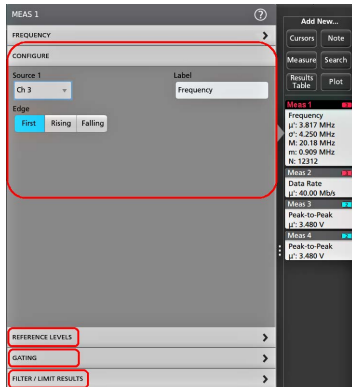 MEAS 1
?
FREQUENCY
CONFIGURE
Source 1
Label
Ch 3
Frequency
Edge
First Rising Falling
REFERENCE LEVELS
GATING
FILTER / LIMIT RESULTS
Add New...
Cursors Note
Measure Search
Results Table Plot
Meas 1
Frequency
µ': 3.817 MHz
σ': 4.250 MHz
M: 20.18 MHz
m: 0.909 MHz
N: 12312
Meas 2
Data Rate
µ': 40.00 Mb/s
Meas 3
Peak-to-Peak
µ': 3.480 V
Meas 4
Peak-to-Peak
µ': 3.480 V